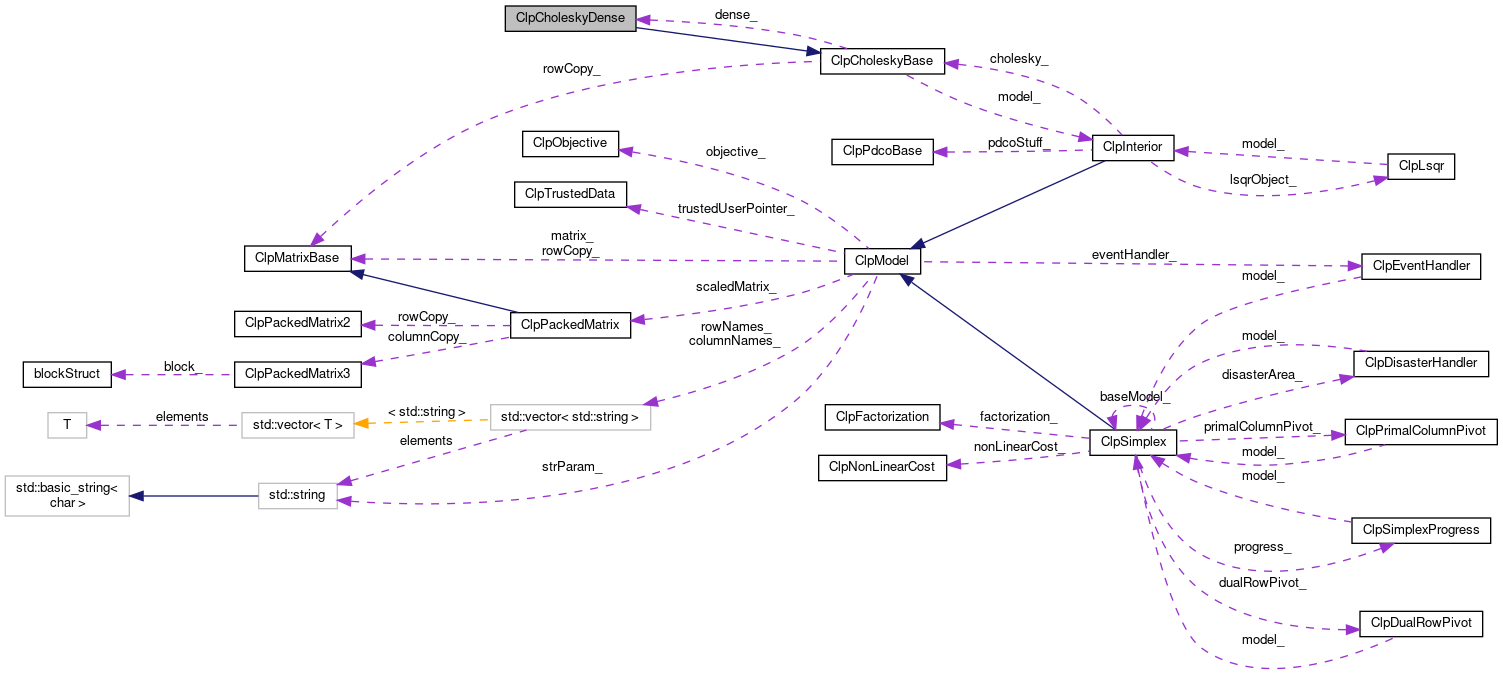 ClpCholeskyDense
dense_
ClpCholeskyBase
cholesky_
rowCopy_
model_
ClpObjective
ClpPdcoBase
pdcoStuff_
ClpInterior
model_
ClpLsqr
objective_
lsqrObject_
ClpTrustedData
trustedUserPointer_
matrix_
rowCopy_
ClpMatrixBase
ClpModel
eventHandler_
ClpEventHandler
model_
scaledMatrix_
ClpPackedMatrix2
rowCopy_
columnCopy_
ClpPackedMatrix
rowNames_
columnNames_
model_
ClpDisasterHandler
blockStruct
block_
ClpPackedMatrix3
disasterArea_
baseModel_
T
elements
std::vector< T >
< std::string >
std::vector< std::string >
ClpFactorization
factorization_
ClpSimplex
primalColumnPivot_
ClpPrimalColumnPivot
elements
nonLinearCost_
model_
ClpNonLinearCost
strParam_
model_
std::basic_string<
char >
std::string
ClpSimplexProgress
progress_
dualRowPivot_
ClpDualRowPivot
model_